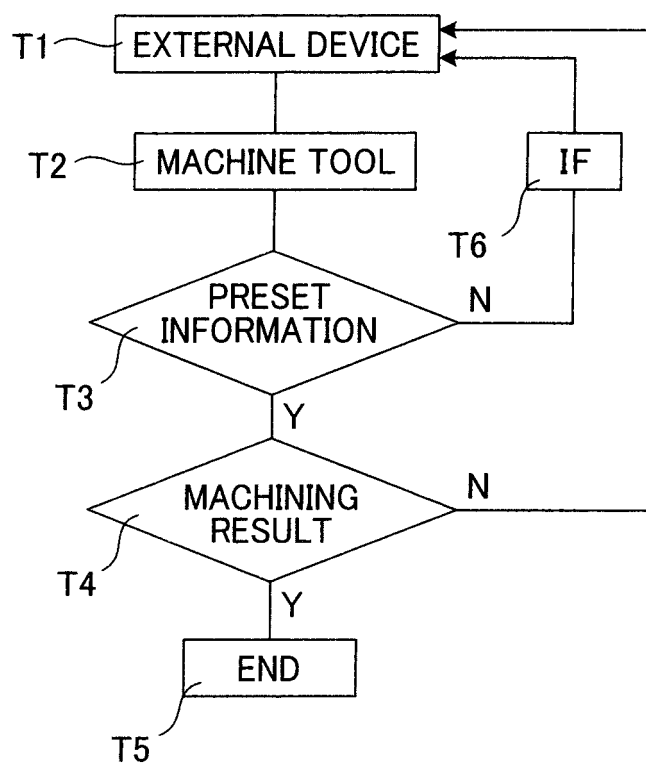 T1
EXTERNAL DEVICE
T2
MACHINE TOOL
IF
T6
PRESET
INFORMATION
N
T3
Y
MACHINING
RESULT
N
T4
Y
END
T5